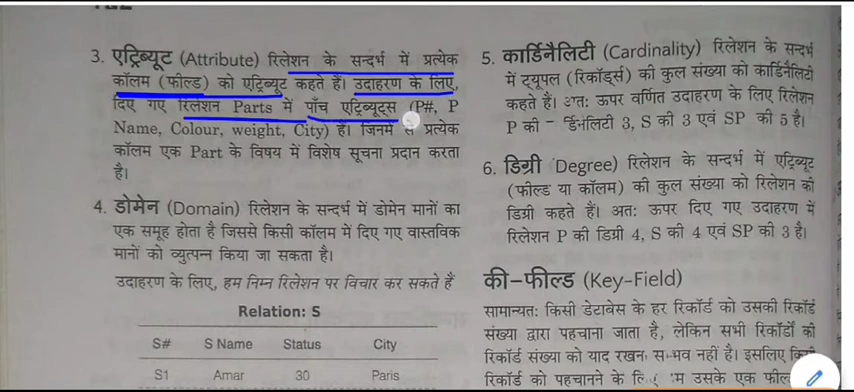 3. एट्रिब्यूट (Attribute) रिलेशन के सन्दर्भ में प्रत्येक
कॉलम (फील्ड) को एट्रिब्यूट कहते हैं। उदाहरण के लिए,
दिए गए रिलेशन Parts में पाँच एट्रिब्यूट्स (P#, P
Name, Colour, weight, City) हैं। जिनमें से प्रत्येक
कॉलम एक Part के विषय में विशेष सूचना प्रदान करता
है।
4. डोमेन (Domain) रिलेशन के सन्दर्भ में डोमेन मानों का
एक समूह होता है जिससे किसी कॉलम में दिए गए वास्तविक
मानों को व्युत्पन्न किया जा सकता है।
उदाहरण के लिए, हम निम्न रिलेशन पर विचार कर सकते हैं
Relation: S
S# S Name Status City
S1 Amar 30 Paris
5. कार्डिनैलिटी (Cardinality) रिलेशन के सन्दर्भ
में ट्यूपल (रिकॉर्ड्स) की कुल संख्या को कार्डिनैलिटी
कहते हैं। अतः ऊपर वर्णित उदाहरण के लिए रिलेशन
P की र्डिनैलिटी 3, S की 3 एवं SP की 5 है।
6. डिग्री (Degree) रिलेशन के सन्दर्भ में एट्रिब्यूट
(फील्ड या कॉलम) की कुल संख्या को रिलेशन की
डिग्री कहते हैं। अतः ऊपर दिए गए उदाहरण में
रिलेशन P की डिग्री 4, S की 4 एवं SP की 3 है।
की-फील्ड (Key-Field)
सामान्यतः किसी डेटाबेस के हर रिकॉर्ड को उसकी रिकॉर्ड
संख्या द्वारा पहचाना जाता है, लेकिन सभी रिकॉर्डों की
रिकॉर्ड संख्या को याद रखना सम्भव नहीं है। इसलिए
रिकॉर्ड को पहचानने के उसके एक